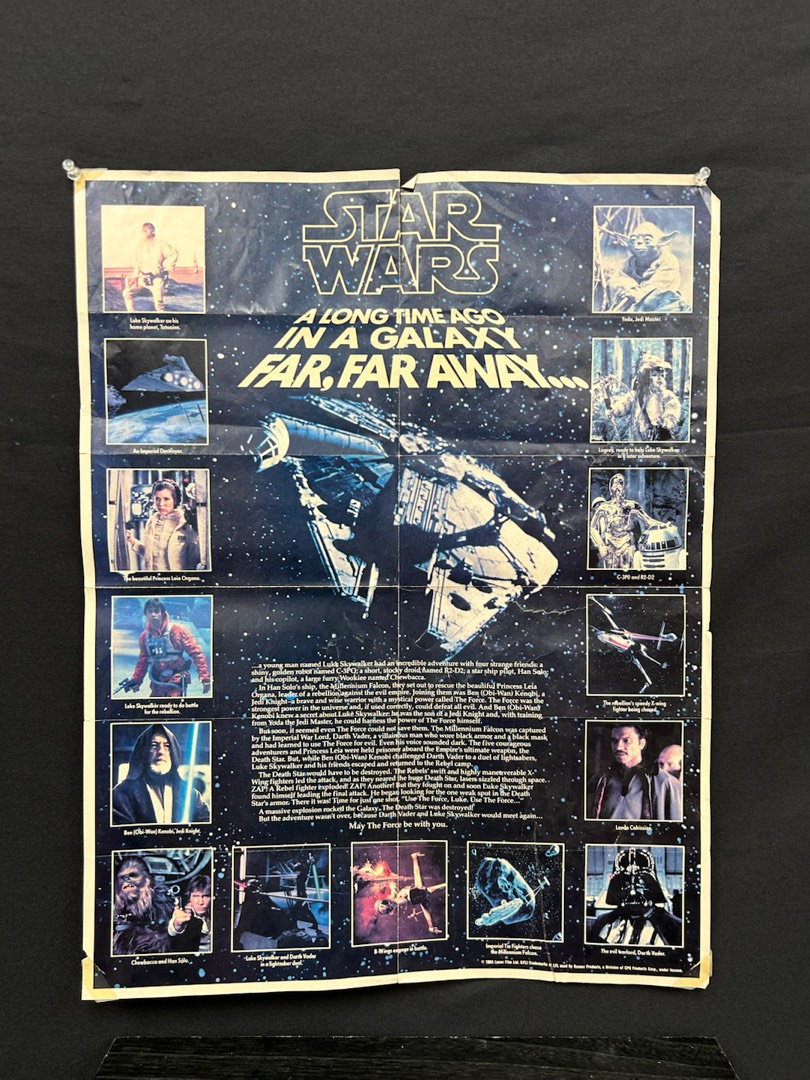 STAR
WARS
A LONG TIME AGO
IN A GALAXY
FAR, FAR AWAY...
Luke Skywalker on his
home planet, Tatooine.
Yoda, Jedi Master.
An Imperial Destroyer.
Logray, ready to help Luke Skywalker
in a later adventure.
The beautiful Princess Leia Organa.
C-3PO and R2-D2
Luke Skywalker ready to do battle
for the rebellion.
The rebellion's speedy X-wing
fighter being chased.
...a young man named Luke Skywalker had an incredible adventure with four strange friends: a
shiny, golden robot named C-3PO; a short, stocky droid named R2-D2; a star ship pilot, Han Solo;
and his copilot, a large furry Wookiee named Chewbacca.
In Han Solo's ship, the Millennium Falcon, they set out to rescue the beautiful Princess Leia
Organa, leader of a rebellion against the evil empire. Joining them was Ben (Obi-Wan) Kenobi, a
Jedi Knight–a brave and wise warrior with a mystical power called The Force. The Force was the
strongest power in the universe and, if used correctly, could defeat all evil. And Ben (Obi-Wan)
Kenobi knew a secret about Luke Skywalker; he was the son of a Jedi Knight and, with training
from Yoda the Jedi Master, he could harness the power of The Force himself.
But soon, it seemed even The Force could not save them. The Millennium Falcon was captured
by the Imperial War Lord, Darth Vader, a villainous man who wore black armor and a black mask
and had learned to use The Force for evil. Even his voice sounded dark. The five courageous
adventurers and Princess Leia were held prisoner aboard the Empire's ultimate weapon, the
Death Star. But, while Ben (Obi-Wan) Kenobi challenged Darth Vader to a duel of lightsabers,
Luke Skywalker and his friends escaped and returned to the Rebel camp.
The Death Star would have to be destroyed. The Rebels' swift and highly maneuverable X-
Wing fighters led the attack, and as they neared the huge Death Star, lasers sizzled through space.
ZAP! A Rebel fighter exploded! ZAP! Another! But they fought on and soon Luke Skywalker
found himself leading the final attack. He began looking for the one weak spot in the Death
Star's armor. There it was! Time for just one shot. "Use The Force, Luke. Use The Force...
A massive explosion rocked the Galaxy. The Death Star was destroyed!
But the adventure wasn't over, because Darth Vader and Luke Skywalker would meet again...
May The Force be with you.
Ben (Obi-Wan) Kenobi, Jedi Knight.
Lando Calrissian.
Chewbacca and Han Solo.
Luke Skywalker and Darth Vader
in a lightsaber duel.
B-Wings engage in battle.
Imperial Tie Fighters chase
the Millennium Falcon.
The evil warlord, Darth Vader.